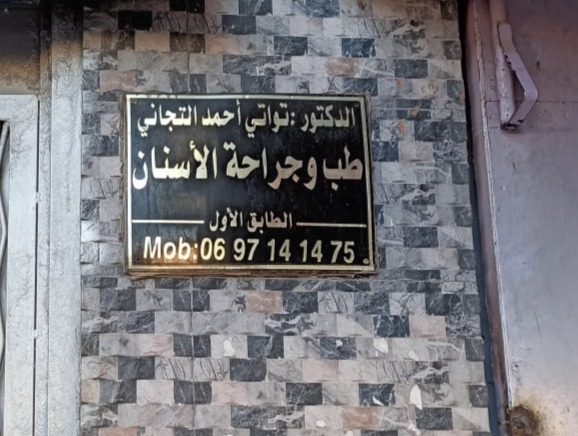 الدكتور : تواتي أحمد التجاني
طب وجراحة الأسنان
الطابق الأول
Mob:06 97 14 14 75